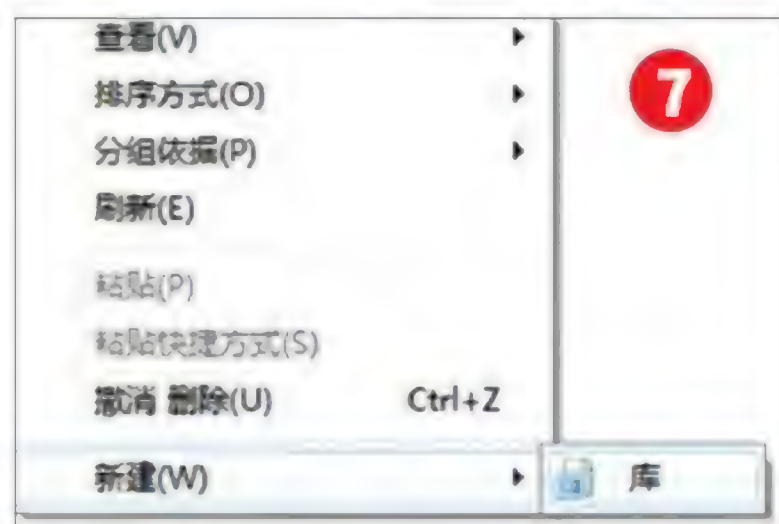 查看(V)
排序方式(O)
分组依据(P)
刷新(E)
粘贴(P)
粘贴快捷方式(S)
撤消 删除(U) Ctrl+Z
新建(W) 库
7